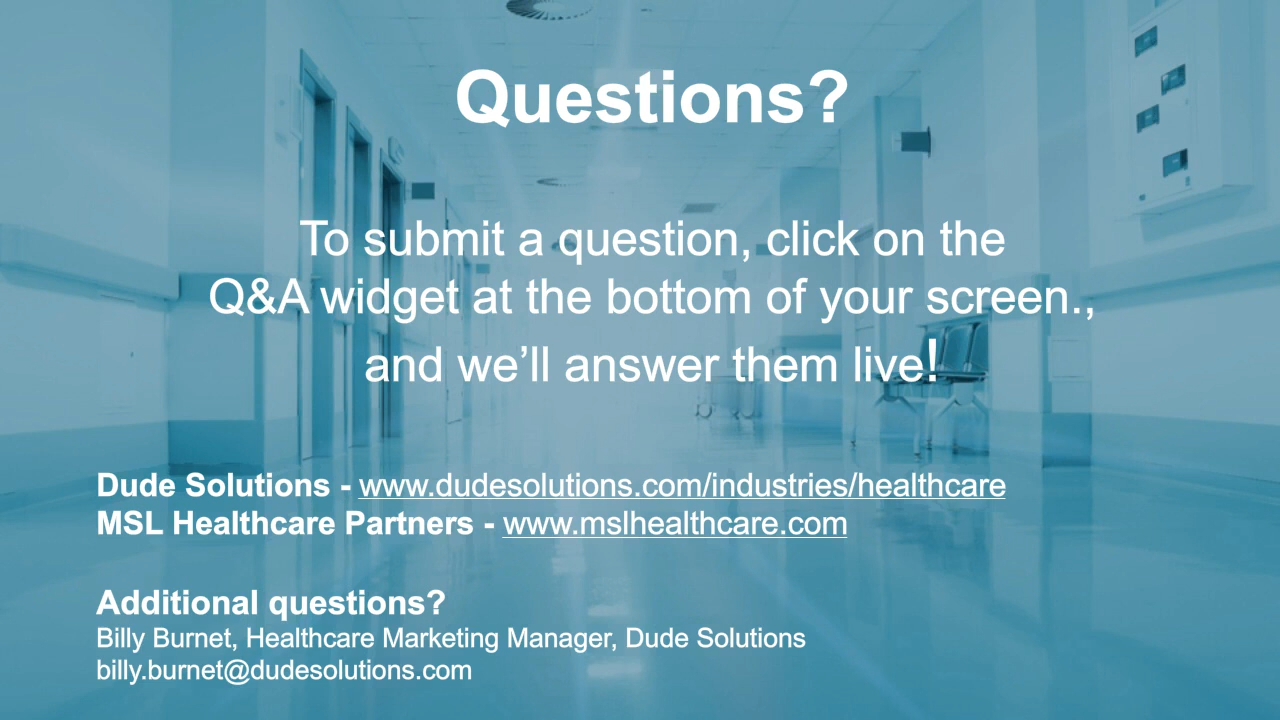 Questions?
To submit a question, click on the
Q&A widget at the bottom of your screen.,
and we’ll answer them live!
Dude Solutions - www.dudesolutions.com/industries/healthcare
MSL Healthcare Partners - www.mslhealthcare.com
Additional questions?
Billy Burnet, Healthcare Marketing Manager, Dude Solutions
billy.burnet@dudesolutions.com